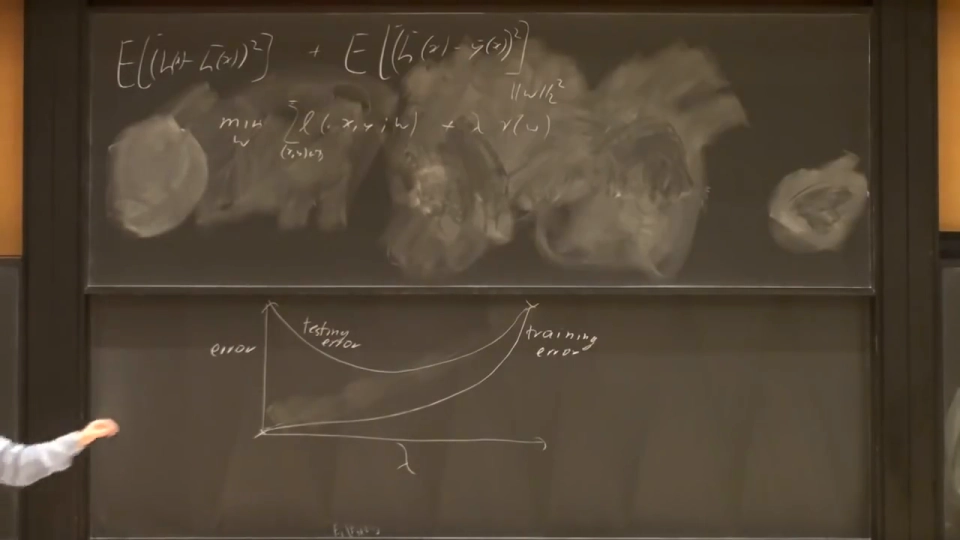 E[(h(x) - h̄(x))²] + E[(h̄(x) - ȳ(x))²]
||w||₂²
min Σ ℓ(x, y; w) + λ r(w)
w (x,y)∈D
testing
error
error
training
error
λ